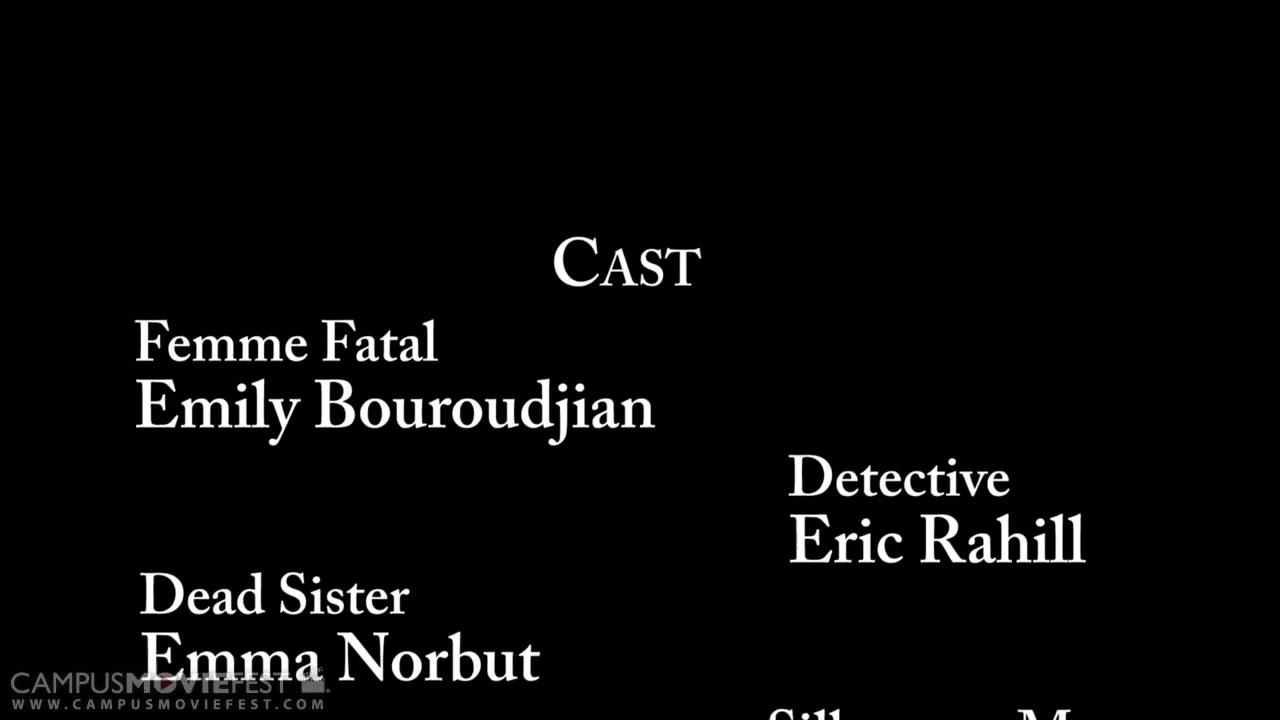 CAST
Femme Fatal
Emily Bouroudjian
Detective
Eric Rahill
Dead Sister
Emma Norbut
CAMPUSMOVIEFEST
WWW.CAMPUSMOVIEFEST.COM